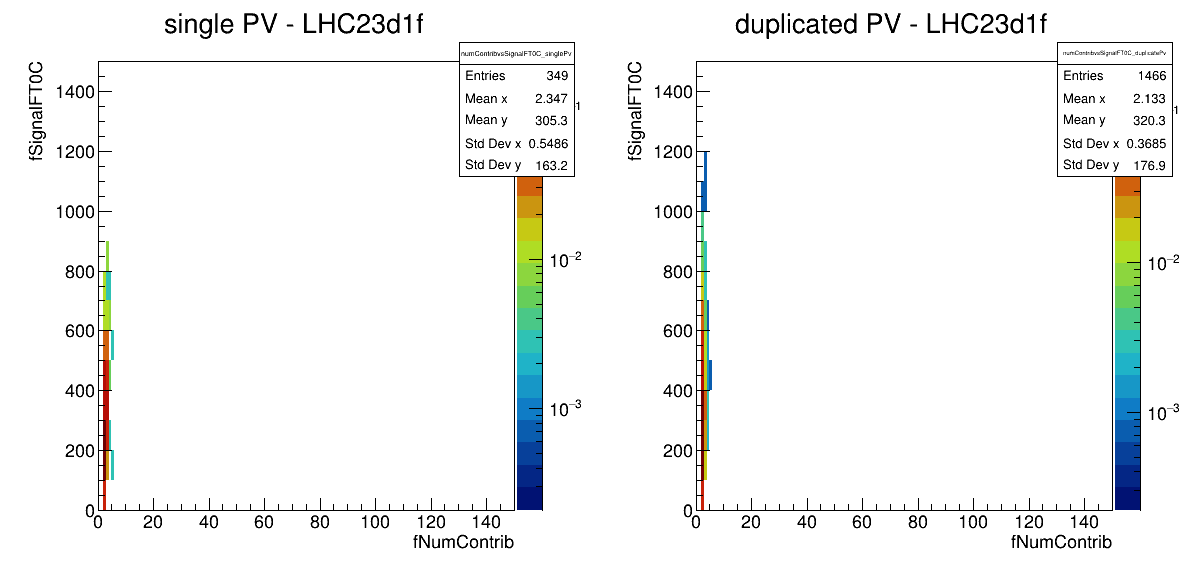 single PV - LHC23d1f
numContribvsSignalFT0C_singlePv
Entries 349
Mean x 2.347
Mean y 305.3
Std Dev x 0.5486
Std Dev y 163.2
fSignalFT0C
1400
1200
1000
800
600
400
200
0
0 20 40 60 80 100 120 140
fNumContrib
1
10−2
10−3
duplicated PV - LHC23d1f
numContribvsSignalFT0C_duplicatePv
Entries 1466
Mean x 2.133
Mean y 320.3
Std Dev x 0.3685
Std Dev y 176.9
fSignalFT0C
1400
1200
1000
800
600
400
200
0
0 20 40 60 80 100 120 140
fNumContrib
1
10−2
10−3